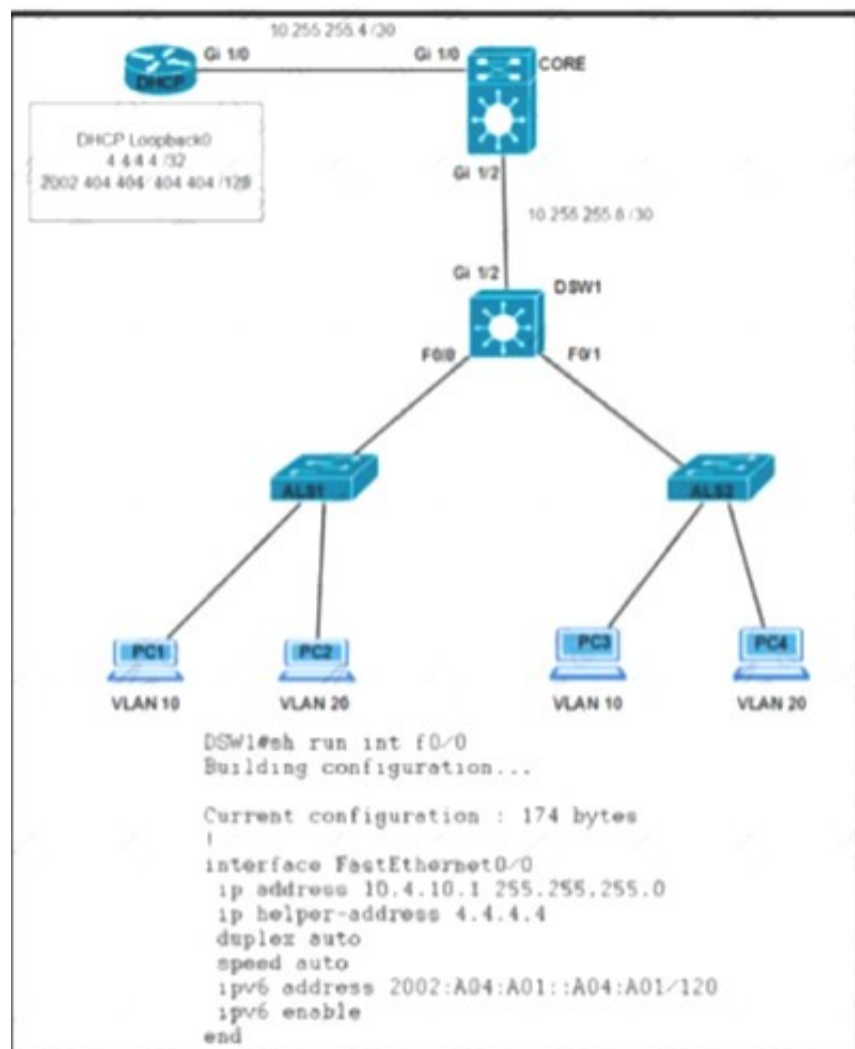 10.255.255.4 /30
Gi 1/0
Gi 1/0
CORE
DHCP
DHCP Loopback0
4.4.4.4 /32
2002:404:404::404:404 /128
Gi 1/2
10.255.255.8 /30
Gi 1/2
DSW1
F0/0
F0/1
ALS1
ALS2
PC1
PC2
PC3
PC4
VLAN 10
VLAN 20
VLAN 10
VLAN 20
DSW1#sh run int f0/0
Building configuration...
Current configuration : 174 bytes
!
interface FastEthernet0/0
ip address 10.4.10.1 255.255.255.0
ip helper-address 4.4.4.4
duplex auto
speed auto
ipv6 address 2002:A04:A01::A04:A01/120
ipv6 enable
end